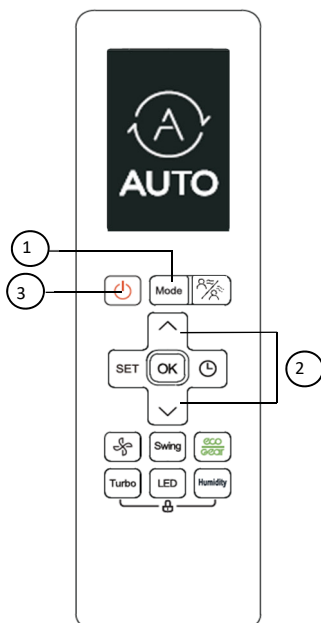 A
AUTO
1
3
Mode
SET
OK
2
Swing
eco
Gear
Turbo
LED
Humidity